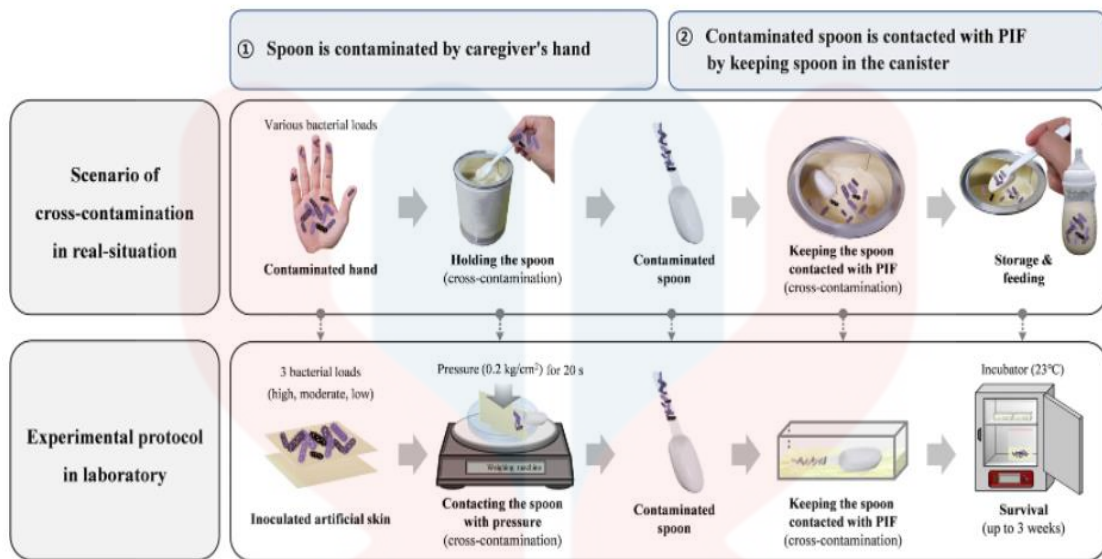 ① Spoon is contaminated by caregiver's hand
② Contaminated spoon is contacted with PIF
by keeping spoon in the canister
Scenario of
cross-contamination
in real-situation
Various bacterial loads
Contaminated hand
Holding the spoon
(cross-contamination)
Contaminated
spoon
Keeping the spoon
contacted with PIF
(cross-contamination)
Storage &
feeding
Experimental protocol
in laboratory
3 bacterial loads
(high, moderate, low)
Inoculated artificial skin
Pressure (0.2 kg/cm²) for 20 s
Weighing machine
Contacting the spoon
with pressure
(cross-contamination)
Contaminated
spoon
Keeping the spoon
contacted with PIF
(cross-contamination)
Incubator (23℃)
Survival
(up to 3 weeks)